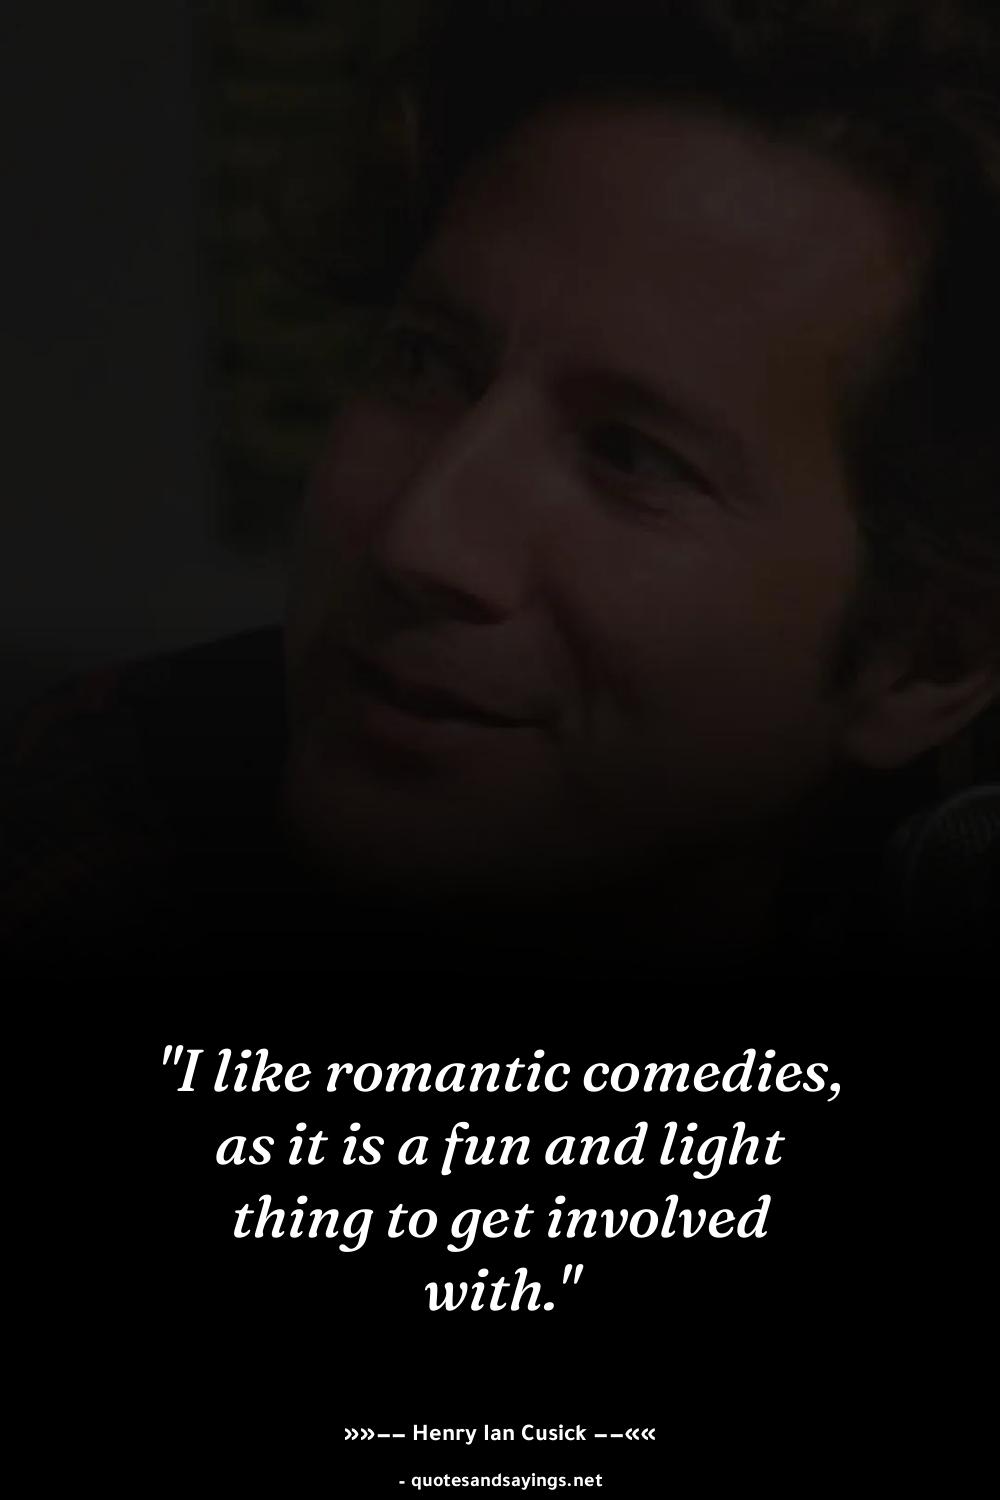 "I like romantic comedies,
as it is a fun and light
thing to get involved
with."
»»−− Henry Ian Cusick −−««
- quotesandsayings.net